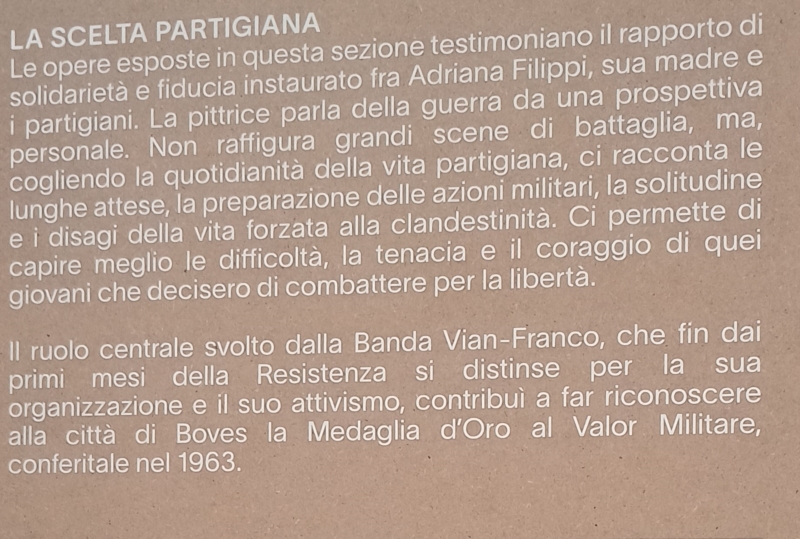 LA SCELTA PARTIGIANA
Le opere esposte in questa sezione testimoniano il rapporto di
solidarietà e fiducia instaurato fra Adriana Filippi, sua madre e
i partigiani. La pittrice parla della guerra da una prospettiva
personale. Non raffigura grandi scene di battaglia, ma,
cogliendo la quotidianità della vita partigiana, ci racconta le
lunghe attese, la preparazione delle azioni militari, la solitudine
e i disagi della vita forzata alla clandestinità. Ci permette di
capire meglio le difficoltà, la tenacia e il coraggio di quei
giovani che decisero di combattere per la libertà.
Il ruolo centrale svolto dalla Banda Vian-Franco, che fin dai
primi mesi della Resistenza si distinse per la sua
organizzazione e il suo attivismo, contribuì a far riconoscere
alla città di Boves la Medaglia d'Oro al Valor Militare,
conferitale nel 1963.